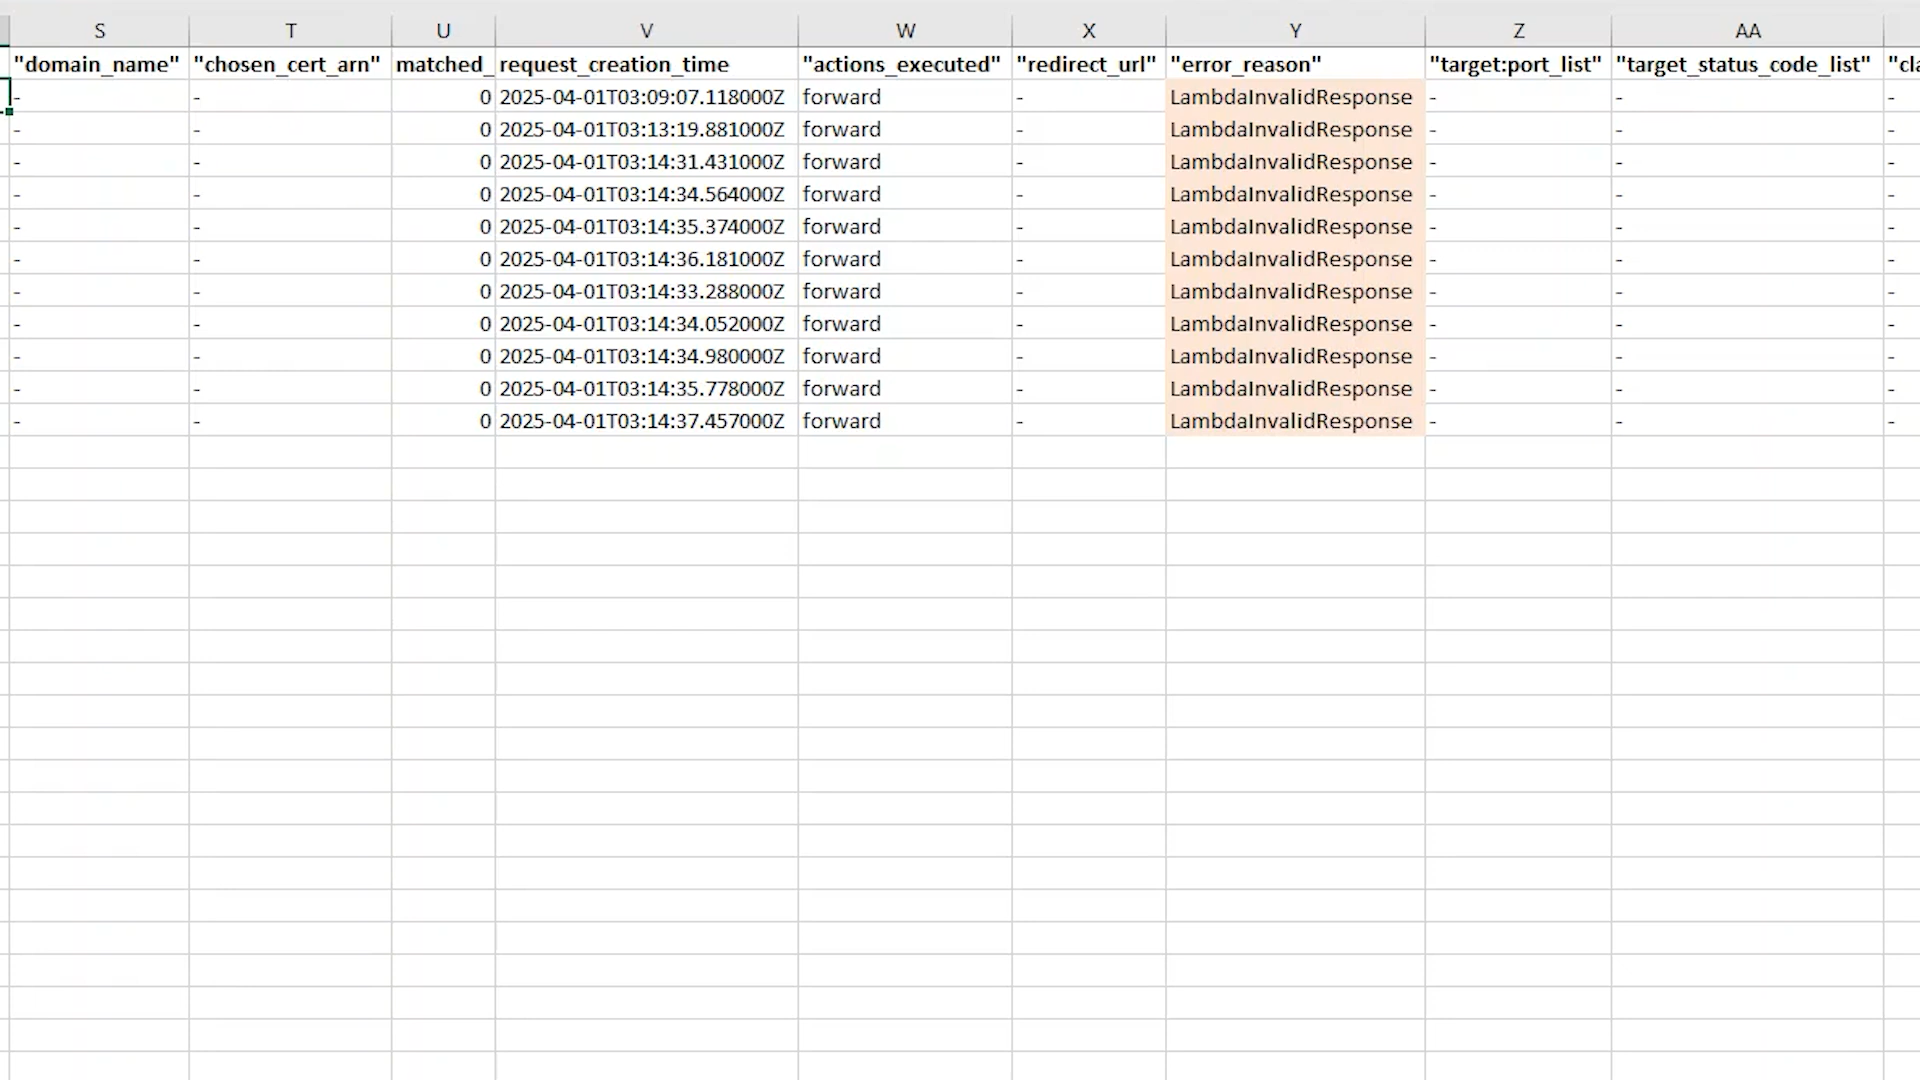 S T U V W X Y Z AA
"domain_name" "chosen_cert_arn" matched_ request_creation_time "actions_executed" "redirect_url" "error_reason" "target:port_list" "target_status_code_list" "cla
- - 0 2025-04-01T03:09:07.118000Z forward - LambdaInvalidResponse - - -
- - 0 2025-04-01T03:13:19.881000Z forward - LambdaInvalidResponse - - -
- - 0 2025-04-01T03:14:31.431000Z forward - LambdaInvalidResponse - - -
- - 0 2025-04-01T03:14:34.564000Z forward - LambdaInvalidResponse - - -
- - 0 2025-04-01T03:14:35.374000Z forward - LambdaInvalidResponse - - -
- - 0 2025-04-01T03:14:36.181000Z forward - LambdaInvalidResponse - - -
- - 0 2025-04-01T03:14:33.288000Z forward - LambdaInvalidResponse - - -
- - 0 2025-04-01T03:14:34.052000Z forward - LambdaInvalidResponse - - -
- - 0 2025-04-01T03:14:34.980000Z forward - LambdaInvalidResponse - - -
- - 0 2025-04-01T03:14:35.778000Z forward - LambdaInvalidResponse - - -
- - 0 2025-04-01T03:14:37.457000Z forward - LambdaInvalidResponse - - -